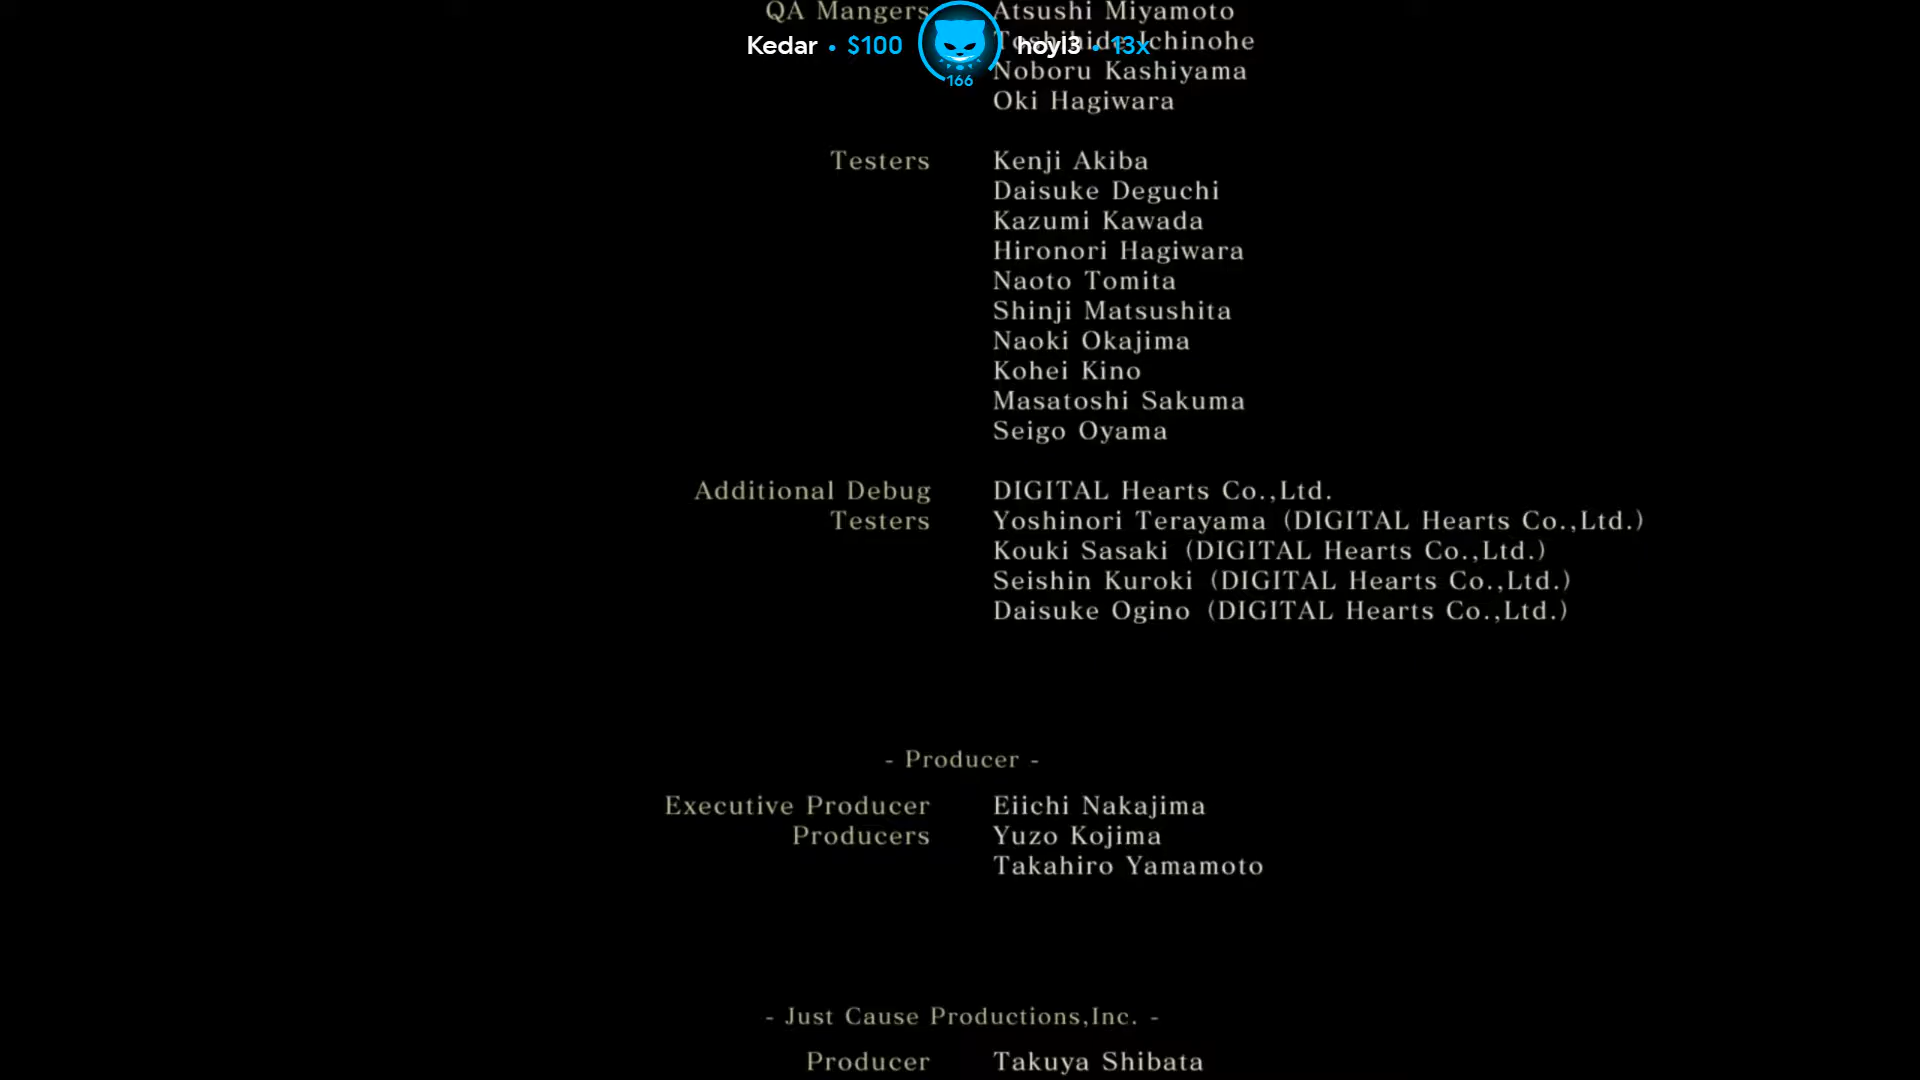 QA Mangers Atsushi Miyamoto
Kedar • $100 hoyl3 • 13x
Toshihide Ichinohe
166
Noboru Kashiyama
Oki Hagiwara
Testers Kenji Akiba
Daisuke Deguchi
Kazumi Kawada
Hironori Hagiwara
Naoto Tomita
Shinji Matsushita
Naoki Okajima
Kohei Kino
Masatoshi Sakuma
Seigo Oyama
Additional Debug DIGITAL Hearts Co.,Ltd.
Testers Yoshinori Terayama (DIGITAL Hearts Co.,Ltd.)
Kouki Sasaki (DIGITAL Hearts Co.,Ltd.)
Seishin Kuroki (DIGITAL Hearts Co.,Ltd.)
Daisuke Ogino (DIGITAL Hearts Co.,Ltd.)
- Producer -
Executive Producer Eiichi Nakajima
Producers Yuzo Kojima
Takahiro Yamamoto
- Just Cause Productions,Inc. -
Producer Takuya Shibata